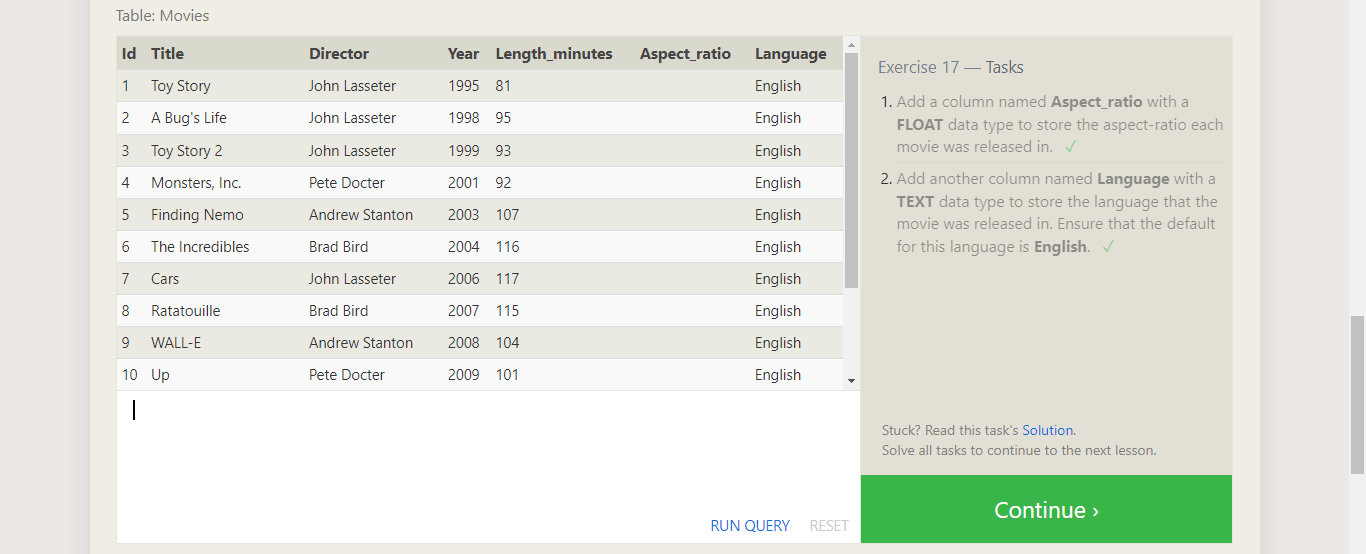 Table: Movies
Id Title Director Year Length_minutes Aspect_ratio Language
1 Toy Story John Lasseter 1995 81 English
2 A Bug's Life John Lasseter 1998 95 English
3 Toy Story 2 John Lasseter 1999 93 English
4 Monsters, Inc. Pete Docter 2001 92 English
5 Finding Nemo Andrew Stanton 2003 107 English
6 The Incredibles Brad Bird 2004 116 English
7 Cars John Lasseter 2006 117 English
8 Ratatouille Brad Bird 2007 115 English
9 WALL-E Andrew Stanton 2008 104 English
10 Up Pete Docter 2009 101 English
RUN QUERY RESET
Exercise 17 — Tasks
1. Add a column named Aspect_ratio with a
FLOAT data type to store the aspect-ratio each
movie was released in. ✓
2. Add another column named Language with a
TEXT data type to store the language that the
movie was released in. Ensure that the default
for this language is English. ✓
Stuck? Read this task's Solution.
Solve all tasks to continue to the next lesson.
Continue ›